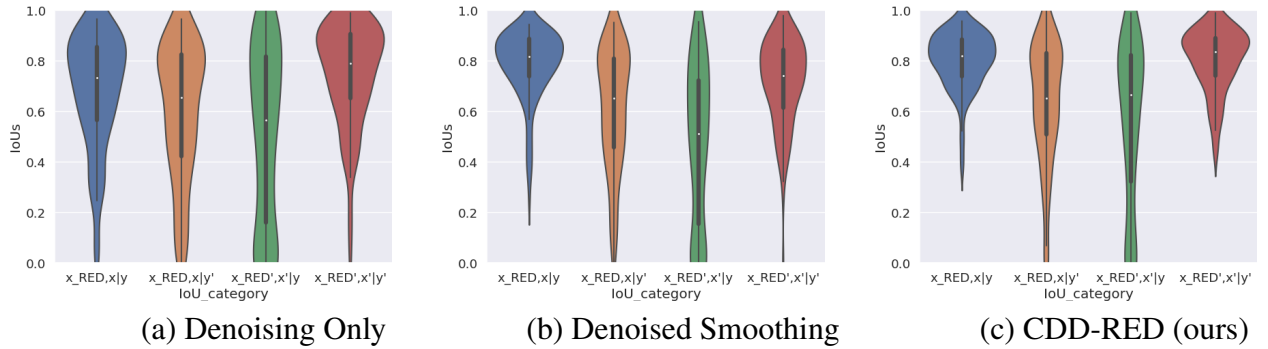 1.0
0.8
0.6
0.4
0.2
0.0
IoUs
x_RED,x|y x_RED,x|y' x_RED',x'|y x_RED',x'|y'
IoU_category
(a) Denoising Only
1.0
0.8
0.6
0.4
0.2
0.0
IoUs
x_RED,x|y x_RED,x|y' x_RED',x'|y x_RED',x'|y'
IoU_category
(b) Denoised Smoothing
1.0
0.8
0.6
0.4
0.2
0.0
IoUs
x_RED,x|y x_RED,x|y' x_RED',x'|y x_RED',x'|y'
IoU_category
(c) CDD-RED (ours)